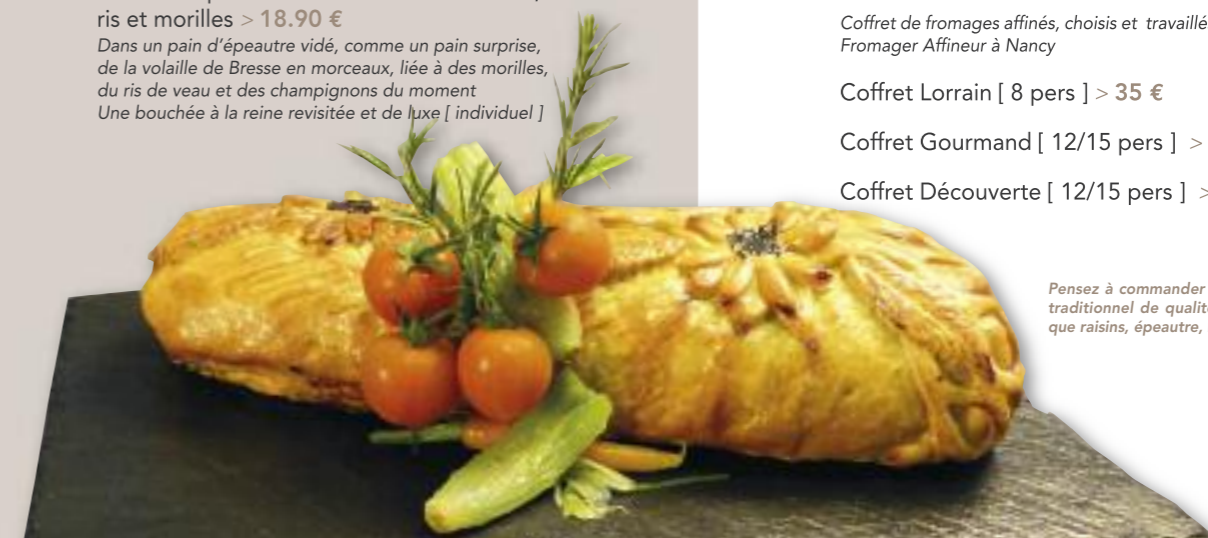 ris et morilles > 18.90 €
Dans un pain d'épeautre vidé, comme un pain surprise,
de la volaille de Bresse en morceaux, liée à des morilles,
du ris de veau et des champignons du moment
Une bouchée à la reine revisitée et de luxe [ individuel ]
Coffret de fromages affinés, choisis et travaillé
Fromager Affineur à Nancy
Coffret Lorrain [ 8 pers ] > 35 €
Coffret Gourmand [ 12/15 pers ] >
Coffret Découverte [ 12/15 pers ] >
Pensez à commander
traditionnel de qualit
que raisins, épeautre,